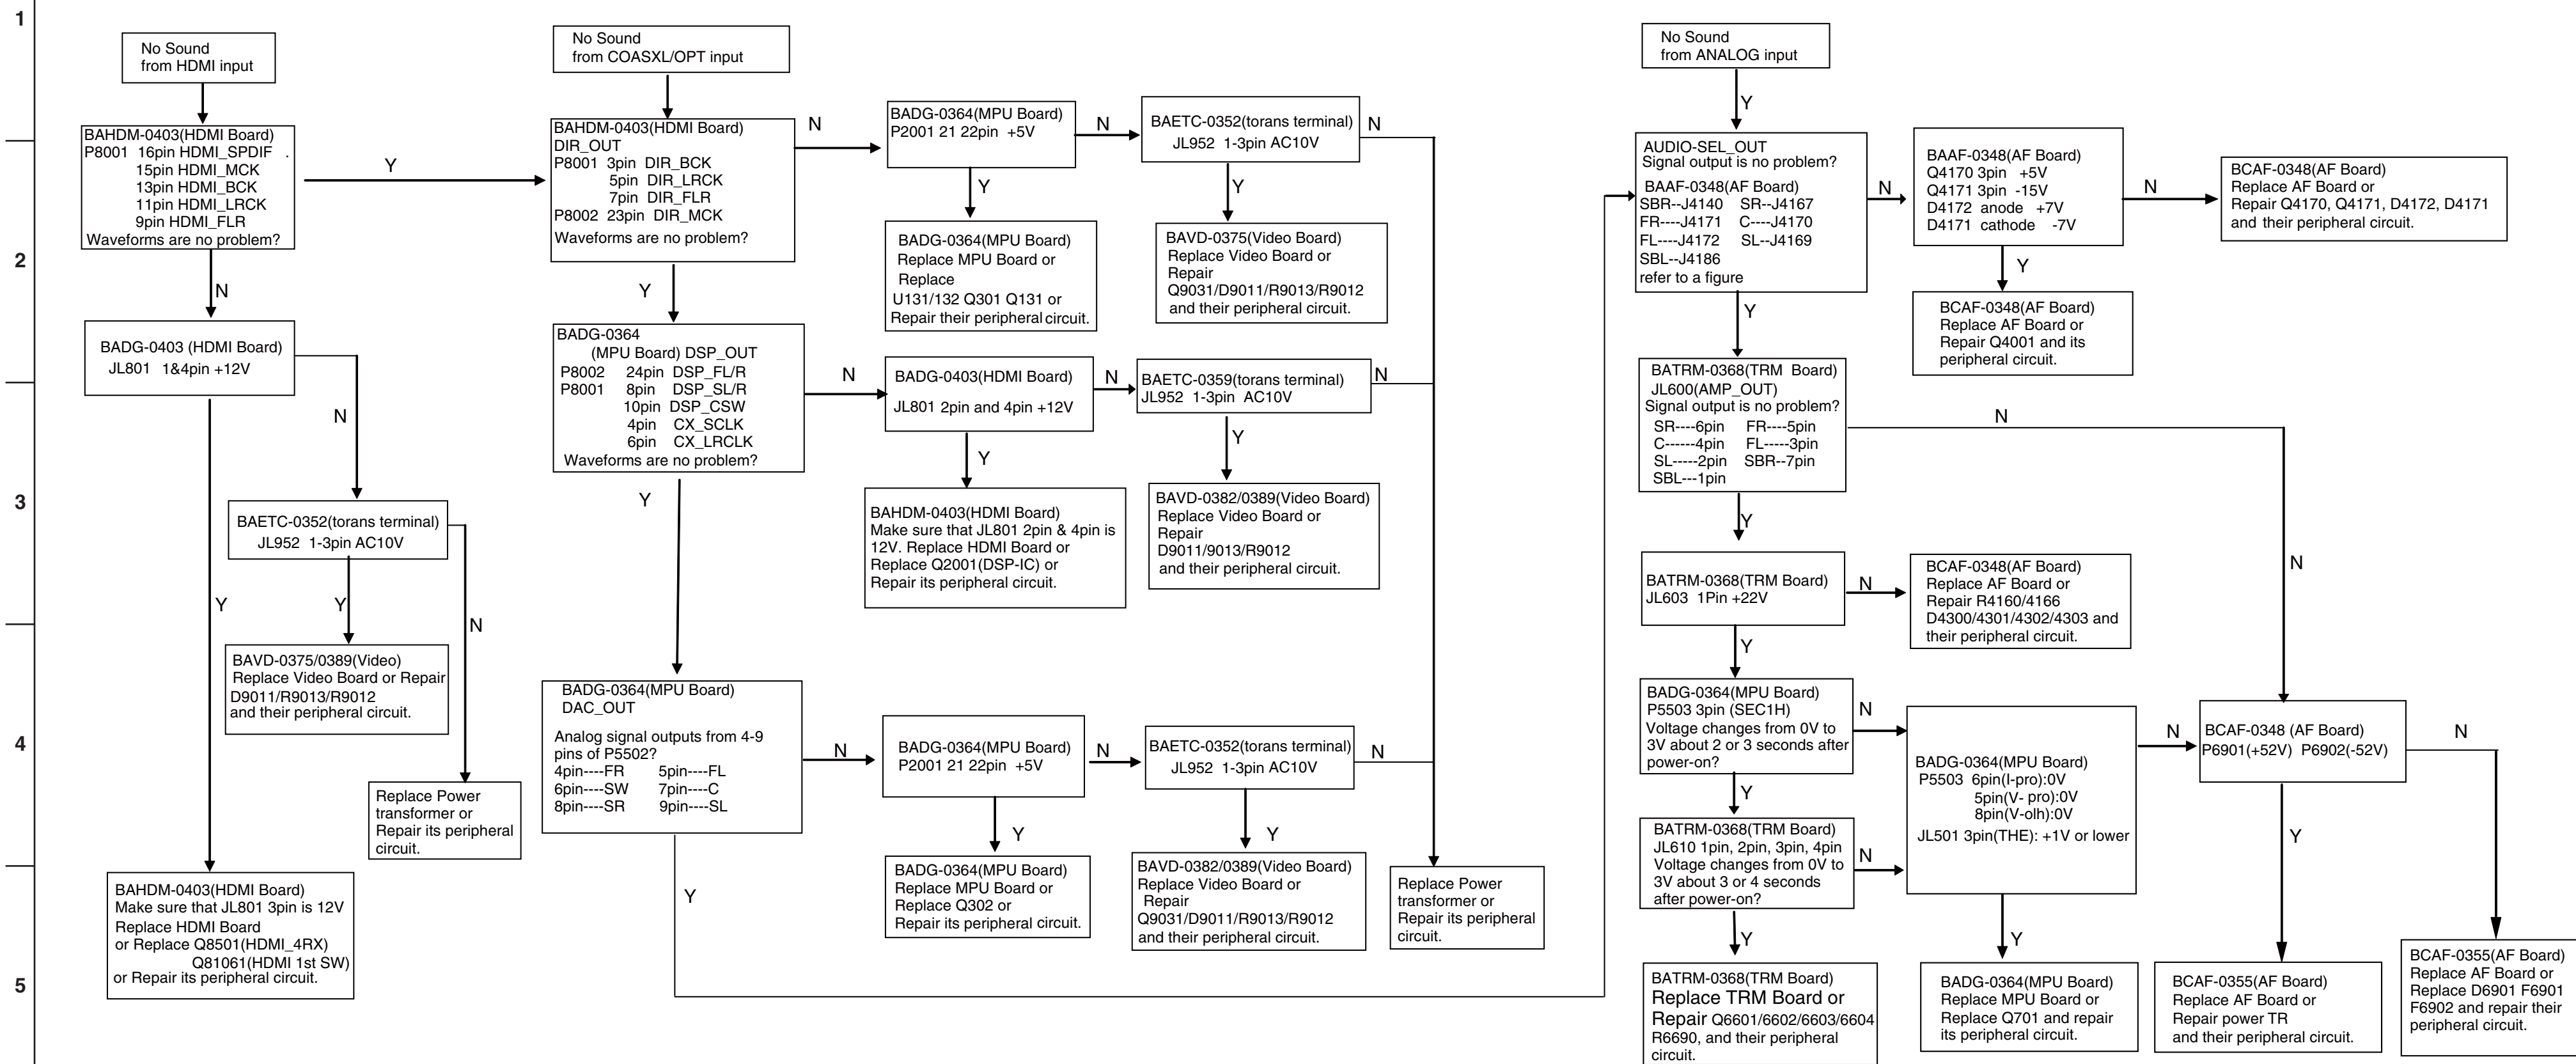 1
2
3
4
5
No Sound
from HDMI input
BAHDM-0403(HDMI Board)
P8001 16pin HDMI_SPDIF .
15pin HDMI_MCK
13pin HDMI_BCK
11pin HDMI_LRCK
9pin HDMI_FLR
Waveforms are no problem?
Y
N
BADG-0403 (HDMI Board)
JL801 1&4pin +12V
N
Y
BAETC-0352(torans terminal)
JL952 1-3pin AC10V
Y
N
BAVD-0375/0389(Video)
Replace Video Board or Repair
D9011/R9013/R9012
and their peripheral circuit.
Replace Power
transformer or
Repair its peripheral
circuit.
BAHDM-0403(HDMI Board)
Make sure that JL801 3pin is 12V
Replace HDMI Board
or Replace Q8501(HDMI_4RX)
Q81061(HDMI 1st SW)
or Repair its peripheral circuit.
No Sound
from COASXL/OPT input
BAHDM-0403(HDMI Board)
DIR_OUT
P8001 3pin DIR_BCK
5pin DIR_LRCK
7pin DIR_FLR
P8002 23pin DIR_MCK
Waveforms are no problem?
N
Y
BADG-0364(MPU Board)
P2001 21 22pin +5V
N
Y
BAETC-0352(torans terminal)
JL952 1-3pin AC10V
N
Y
BADG-0364(MPU Board)
Replace MPU Board or
Replace
U131/132 Q301 Q131 or
Repair their peripheral circuit.
BAVD-0375(Video Board)
Replace Video Board or
Repair
Q9031/D9011/R9013/R9012
and their peripheral circuit.
BADG-0364
(MPU Board) DSP_OUT
P8002 24pin DSP_FL/R
P8001 8pin DSP_SL/R
10pin DSP_CSW
4pin CX_SCLK
6pin CX_LRCLK
Waveforms are no problem?
N
Y
BADG-0403(HDMI Board)
JL801 2pin and 4pin +12V
N
Y
BAETC-0359(torans terminal)
JL952 1-3pin AC10V
N
Y
BAHDM-0403(HDMI Board)
Make sure that JL801 2pin & 4pin is
12V. Replace HDMI Board or
Replace Q2001(DSP-IC) or
Repair its peripheral circuit.
BAVD-0382/0389(Video Board)
Replace Video Board or
Repair
D9011/9013/R9012
and their peripheral circuit.
BADG-0364(MPU Board)
DAC_OUT
Analog signal outputs from 4-9
pins of P5502?
4pin----FR 5pin----FL
6pin----SW 7pin----C
8pin----SR 9pin----SL
N
Y
BADG-0364(MPU Board)
P2001 21 22pin +5V
N
Y
BAETC-0352(torans terminal)
JL952 1-3pin AC10V
N
Y
BADG-0364(MPU Board)
Replace MPU Board or
Replace Q302 or
Repair its peripheral circuit.
BAVD-0382/0389(Video Board)
Replace Video Board or
Repair
Q9031/D9011/R9013/R9012
and their peripheral circuit.
Replace Power
transformer or
Repair its peripheral
circuit.
No Sound
from ANALOG input
Y
AUDIO-SEL_OUT
Signal output is no problem?
BAAF-0348(AF Board)
SBR--J4140 SR--J4167
FR----J4171 C----J4170
FL----J4172 SL--J4169
SBL--J4186
refer to a figure
N
Y
BAAF-0348(AF Board)
Q4170 3pin +5V
Q4171 3pin -15V
D4172 anode +7V
D4171 cathode -7V
N
Y
BCAF-0348(AF Board)
Replace AF Board or
Repair Q4170, Q4171, D4172, D4171
and their peripheral circuit.
BCAF-0348(AF Board)
Replace AF Board or
Repair Q4001 and its
peripheral circuit.
BATRM-0368(TRM Board)
JL600(AMP_OUT)
Signal output is no problem?
SR----6pin FR----5pin
C------4pin FL-----3pin
SL-----2pin SBR--7pin
SBL---1pin
N
N
Y
BATRM-0368(TRM Board)
JL603 1Pin +22V
N
Y
BCAF-0348(AF Board)
Replace AF Board or
Repair R4160/4166
D4300/4301/4302/4303 and
their peripheral circuit.
BADG-0364(MPU Board)
P5503 3pin (SEC1H)
Voltage changes from 0V to
3V about 2 or 3 seconds after
power-on?
N
Y
BADG-0364(MPU Board)
P5503 6pin(I-pro):0V
5pin(V- pro):0V
8pin(V-olh):0V
JL501 3pin(THE): +1V or lower
N
Y
BCAF-0348 (AF Board)
P6901(+52V) P6902(-52V)
N
Y
BATRM-0368(TRM Board)
JL610 1pin, 2pin, 3pin, 4pin
Voltage changes from 0V to
3V about 3 or 4 seconds
after power-on?
N
Y
BATRM-0368(TRM Board)
Replace TRM Board or
Repair Q6601/6602/6603/6604
R6690, and their peripheral
circuit.
BADG-0364(MPU Board)
Replace MPU Board or
Replace Q701 and repair
its peripheral circuit.
BCAF-0355(AF Board)
Replace AF Board or
Repair power TR
and their peripheral circuit.
BCAF-0355(AF Board)
Replace AF Board or
Replace D6901 F6901
F6902 and repair their
peripheral circuit.